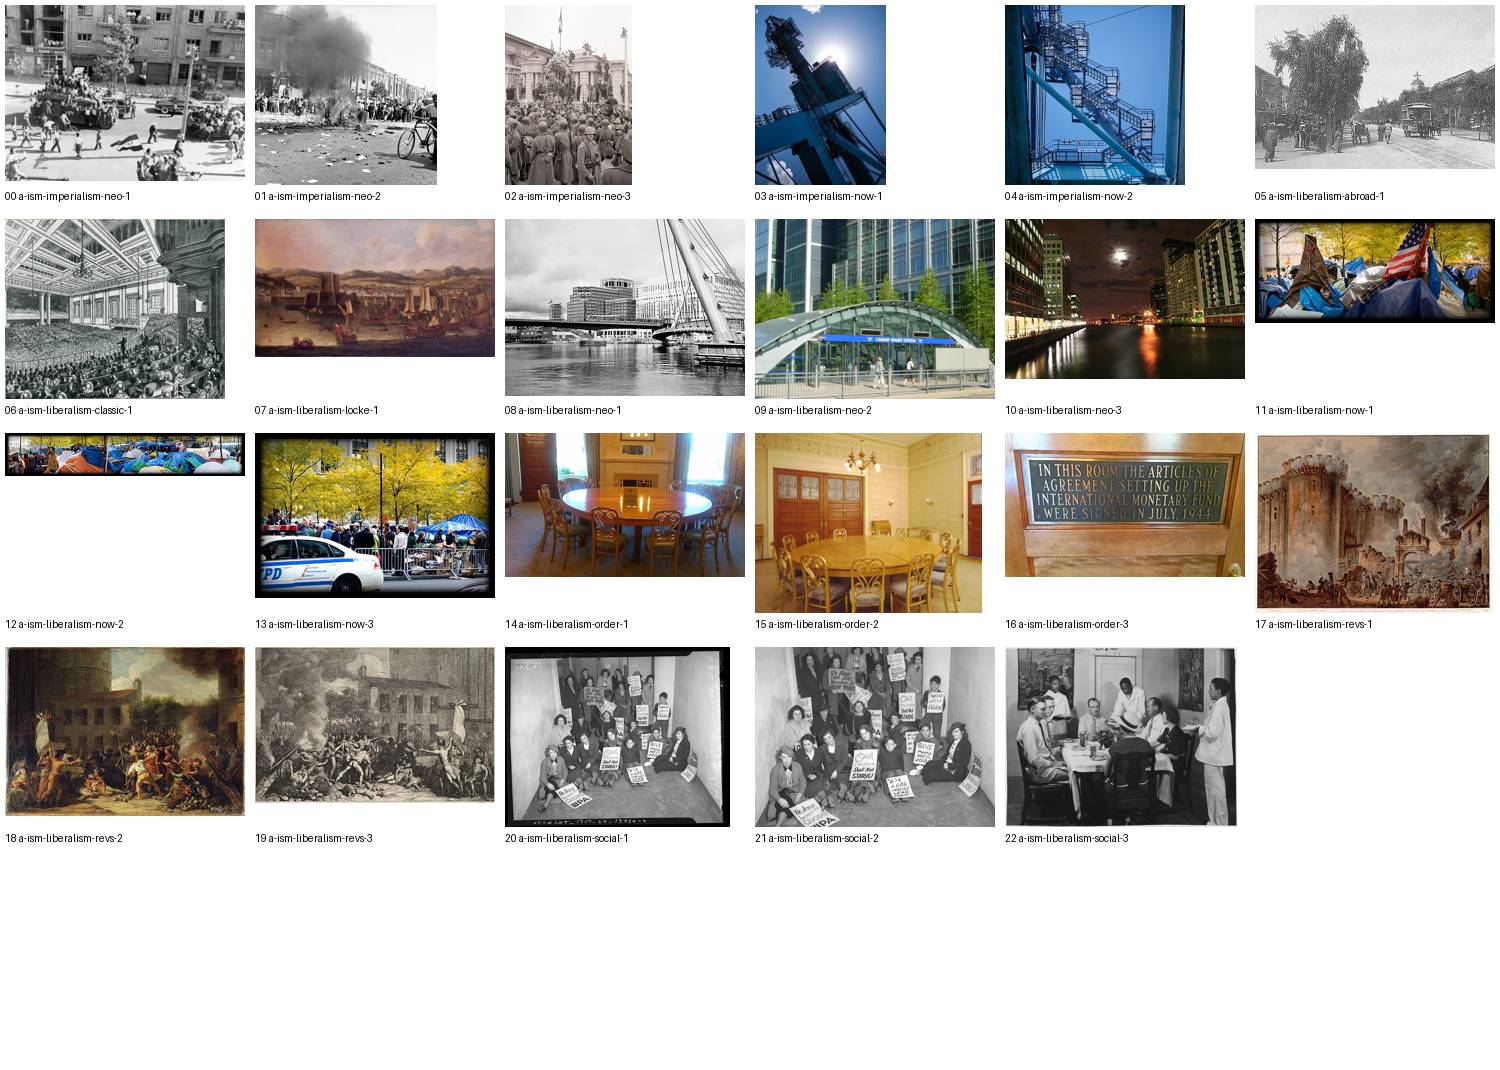 00 a-ism-imperialism-neo-1
01 a-ism-imperialism-neo-2
02 a-ism-imperialism-neo-3
03 a-ism-imperialism-now-1
04 a-ism-imperialism-now-2
05 a-ism-liberalism-abroad-1
06 a-ism-liberalism-classic-1
07 a-ism-liberalism-locke-1
08 a-ism-liberalism-neo-1
CANARY WHARF STATION
09 a-ism-liberalism-neo-2
10 a-ism-liberalism-neo-3
11 a-ism-liberalism-now-1
12 a-ism-liberalism-now-2
PD
13 a-ism-liberalism-now-3
14 a-ism-liberalism-order-1
15 a-ism-liberalism-order-2
IN THIS ROOM THE ARTICLES OF
AGREEMENT SETTING UP THE
INTERNATIONAL MONETARY FUND
WERE SIGNED IN JULY, 1944
16 a-ism-liberalism-order-3
17 a-ism-liberalism-revs-1
18 a-ism-liberalism-revs-2
19 a-ism-liberalism-revs-3
20 a-ism-liberalism-social-1
21 a-ism-liberalism-social-2
22 a-ism-liberalism-social-3